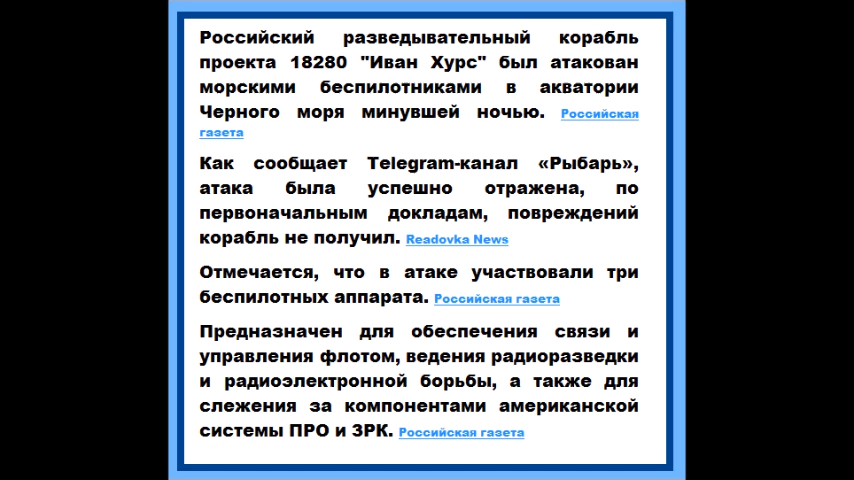 Российский разведывательный корабль
проекта 18280 "Иван Хурс" был атакован
морскими беспилотниками в акватории
Черного моря минувшей ночью. Российская
газета
Как сообщает Telegram-канал «Рыбарь»,
атака была успешно отражена, по
первоначальным докладам, повреждений
корабль не получил. Readovka News
Отмечается, что в атаке участвовали три
беспилотных аппарата. Российская газета
Предназначен для обеспечения связи и
управления флотом, ведения радиоразведки
и радиоэлектронной борьбы, а также для
слежения за компонентами американской
системы ПРО и ЗРК. Российская газета